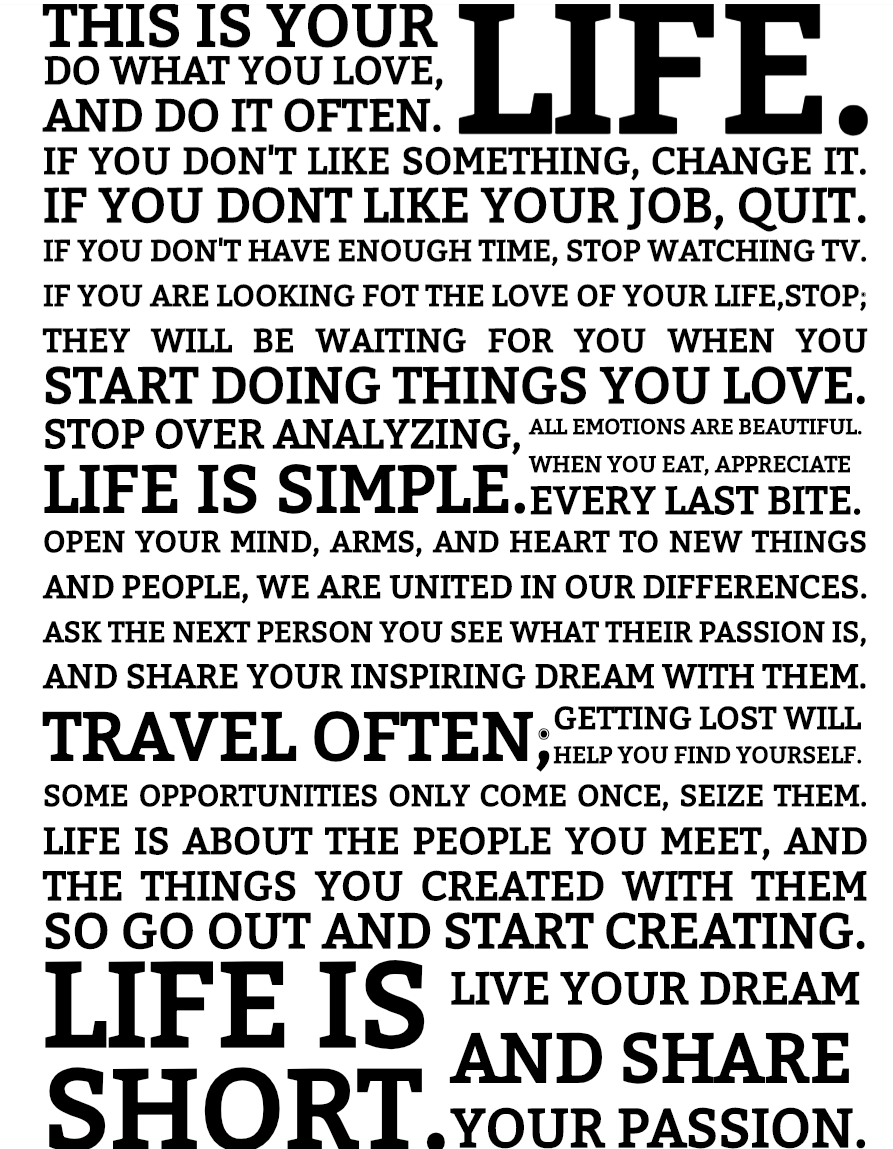 THIS IS YOUR LIFE.
DO WHAT YOU LOVE,
AND DO IT OFTEN.
IF YOU DON'T LIKE SOMETHING, CHANGE IT.
IF YOU DONT LIKE YOUR JOB, QUIT.
IF YOU DON'T HAVE ENOUGH TIME, STOP WATCHING TV.
IF YOU ARE LOOKING FOT THE LOVE OF YOUR LIFE,STOP;
THEY WILL BE WAITING FOR YOU WHEN YOU
START DOING THINGS YOU LOVE.
STOP OVER ANALYZING,
LIFE IS SIMPLE.
ALL EMOTIONS ARE BEAUTIFUL.
WHEN YOU EAT, APPRECIATE
EVERY LAST BITE.
OPEN YOUR MIND, ARMS, AND HEART TO NEW THINGS
AND PEOPLE, WE ARE UNITED IN OUR DIFFERENCES.
ASK THE NEXT PERSON YOU SEE WHAT THEIR PASSION IS,
AND SHARE YOUR INSPIRING DREAM WITH THEM.
TRAVEL OFTEN;
GETTING LOST WILL
HELP YOU FIND YOURSELF.
SOME OPPORTUNITIES ONLY COME ONCE, SEIZE THEM.
LIFE IS ABOUT THE PEOPLE YOU MEET, AND
THE THINGS YOU CREATED WITH THEM
SO GO OUT AND START CREATING.
LIFE IS
SHORT.
LIVE YOUR DREAM
AND SHARE
YOUR PASSION.